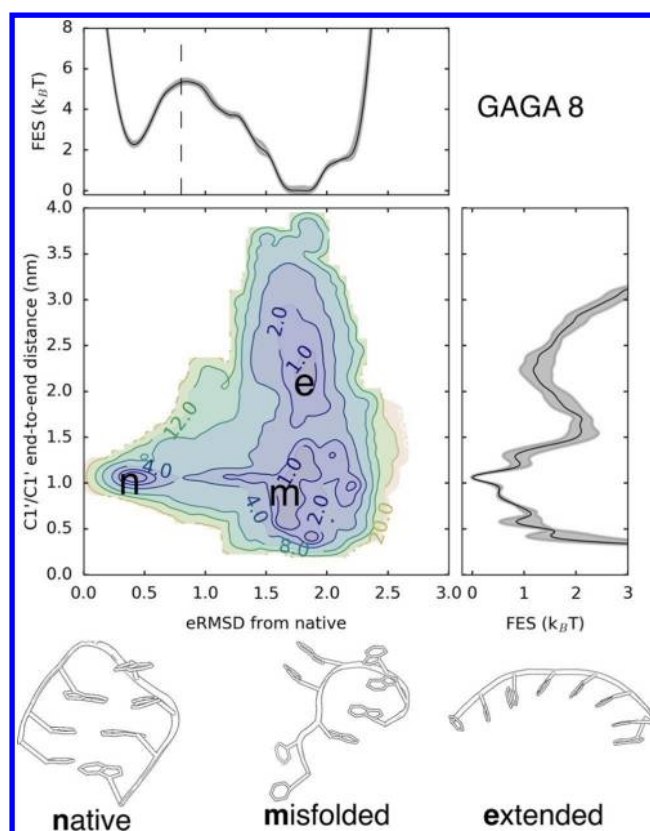 8
6
4
2
0
FES (k_BT)
GAGA 8
4.0
3.5
3.0
2.5
2.0
1.5
1.0
0.5
0.0
C1'/C1' end-to-end distance (nm)
2.0
1.0
e
12.0
4.0
n
1.0
m
4.0
2.0
8.0
20.0
0.0 0.5 1.0 1.5 2.0 2.5 3.0
eRMSD from native
0 1 2 3
FES (k_BT)
native misfolded extended